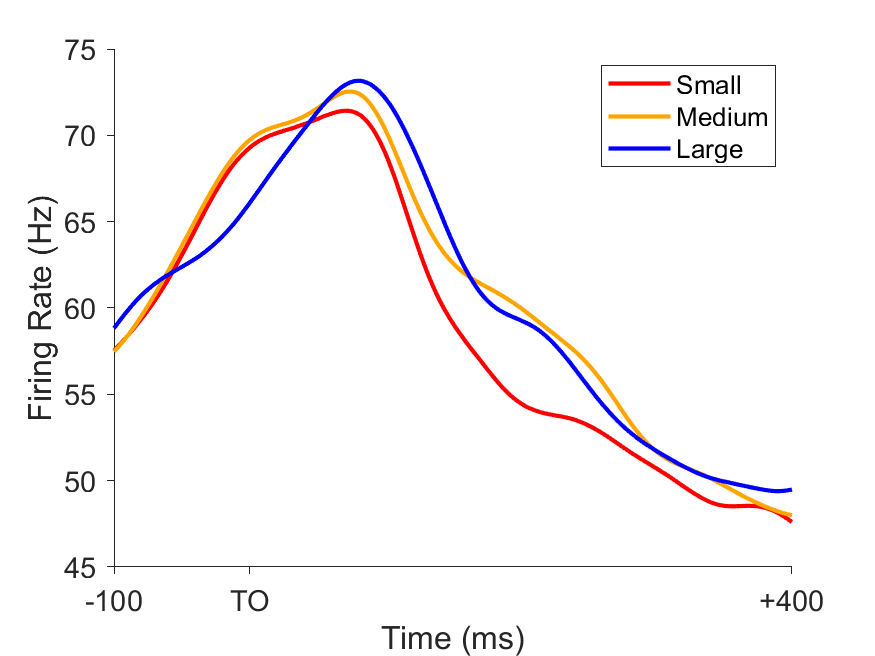 75
70
65
60
55
50
45
Firing Rate (Hz)
Small
Medium
Large
-100 TO +400
Time (ms)